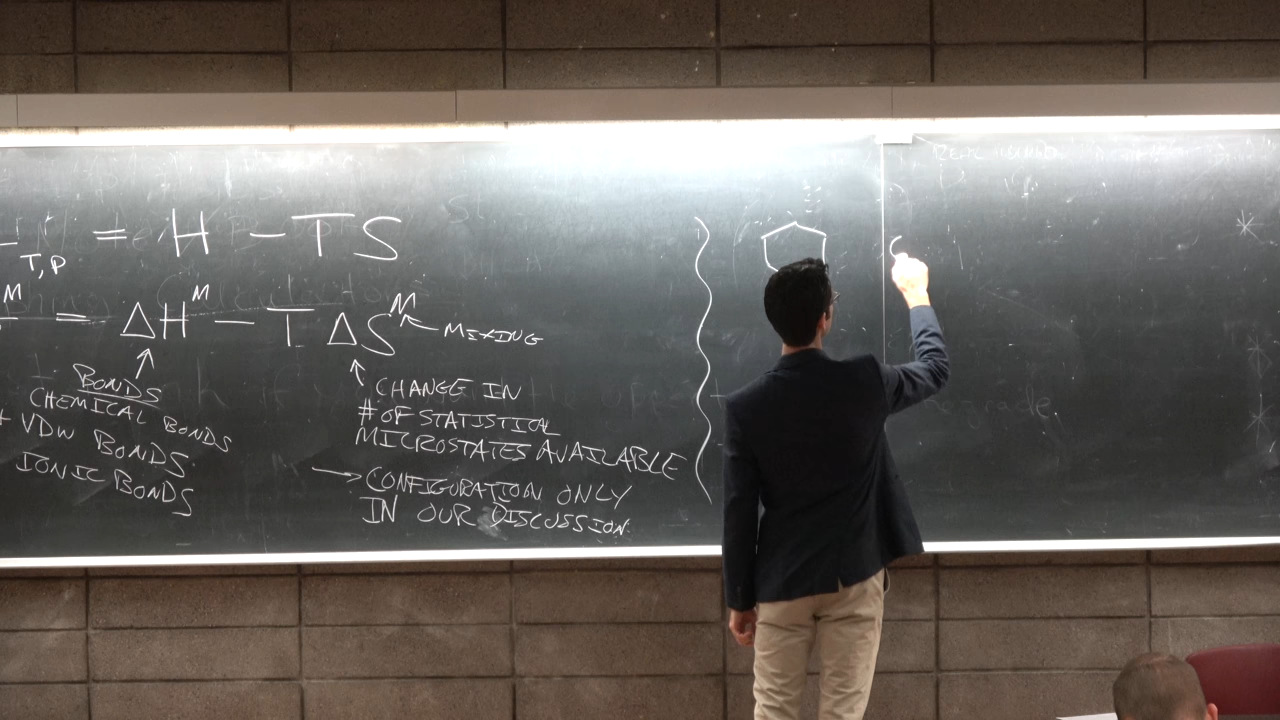 T,P = H - TS
M = ΔH^M - TΔS^M ← MIXING
BONDS
CHEMICAL BONDS
+ VDW BONDS
IONIC BONDS
CHANGE IN
# OF STATISTICAL
MICROSTATES AVAILABLE
→ CONFIGURATION ONLY
IN OUR DISCUSSION